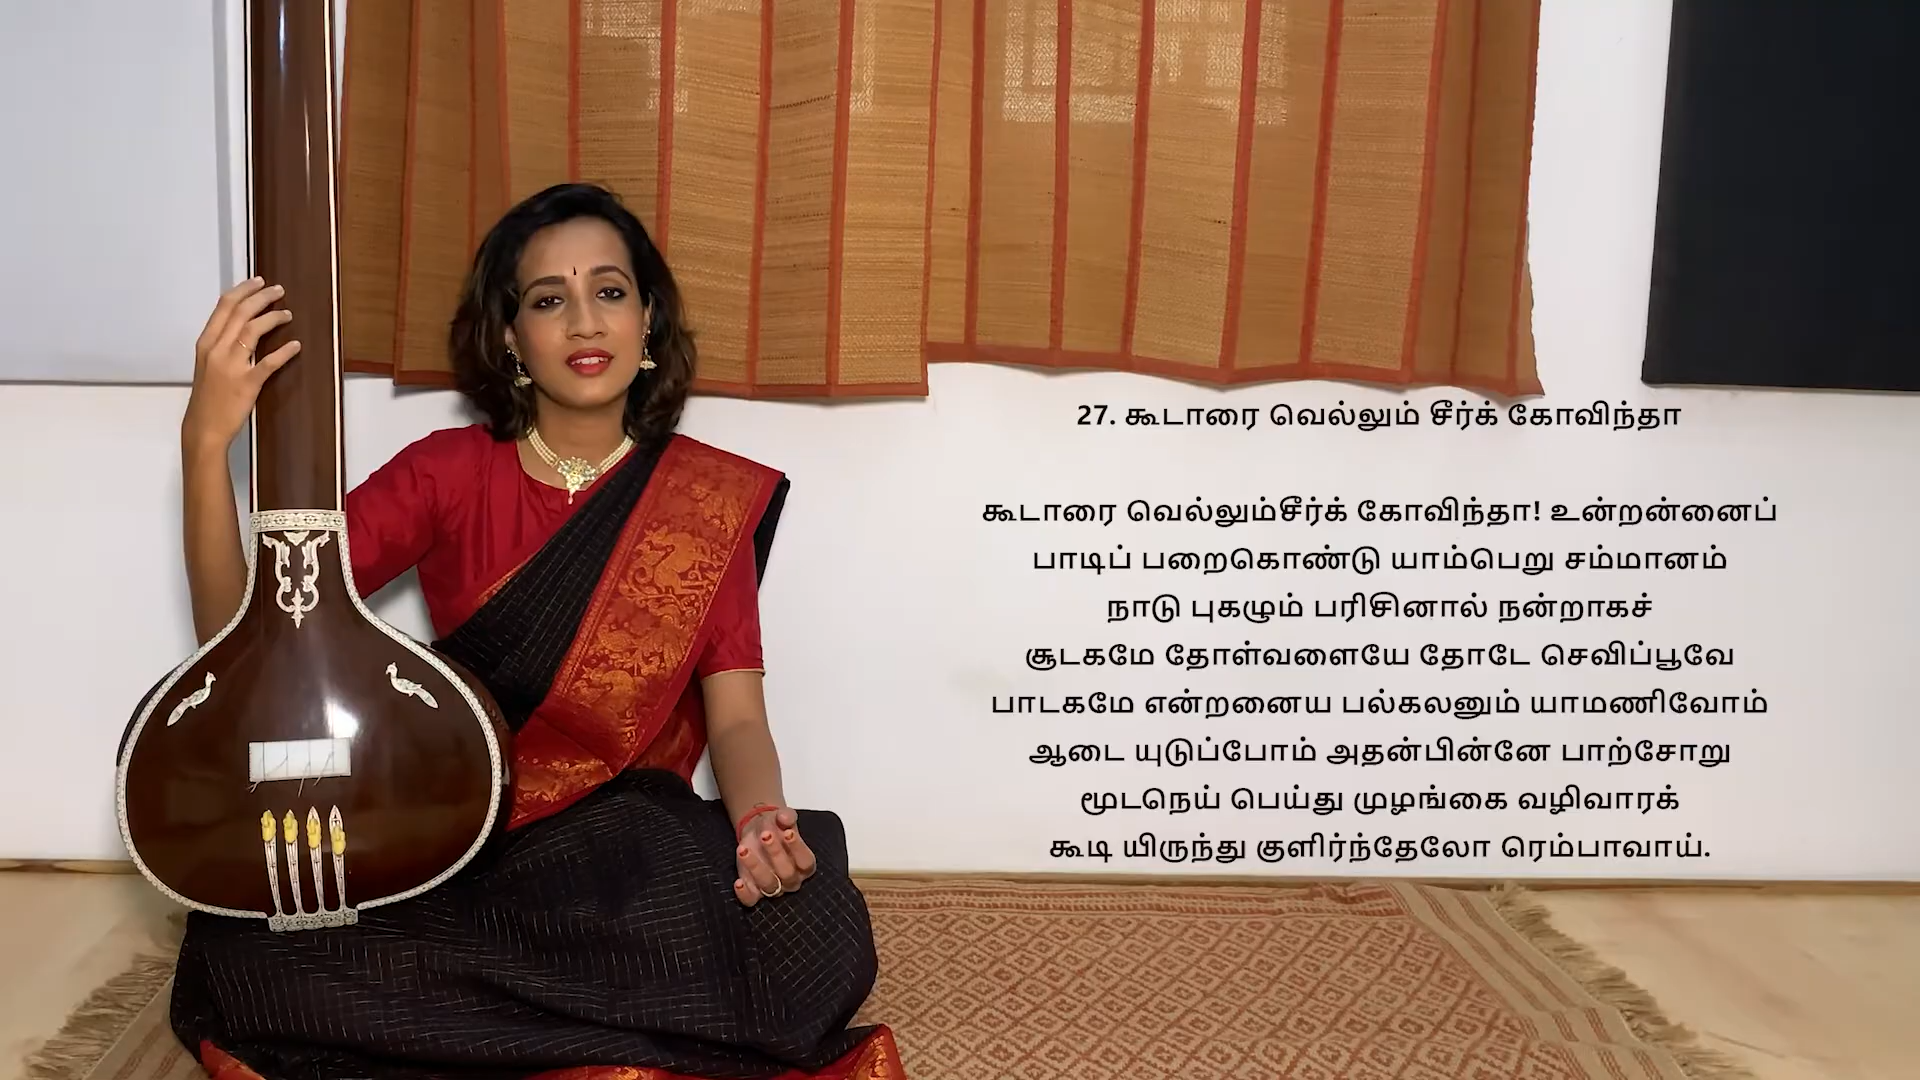 27. கூடாரை வெல்லும் சீர்க் கோவிந்தா
கூடாரை வெல்லும்சீர்க் கோவிந்தா! உன்றன்னைப்
பாடிப் பறைகொண்டு யாம்பெறு சம்மானம்
நாடு புகழும் பரிசினால் நன்றாகச்
சூடகமே தோள்வளையே தோடே செவிப்பூவே
பாடகமே என்றனைய பல்கலனும் யாமணிவோம்
ஆடை யுடுப்போம் அதன்பின்னே பாற்சோறு
மூடநெய் பெய்து முழங்கை வழிவாரக்
கூடி யிருந்து குளிர்ந்தேலோ ரெம்பாவாய்.